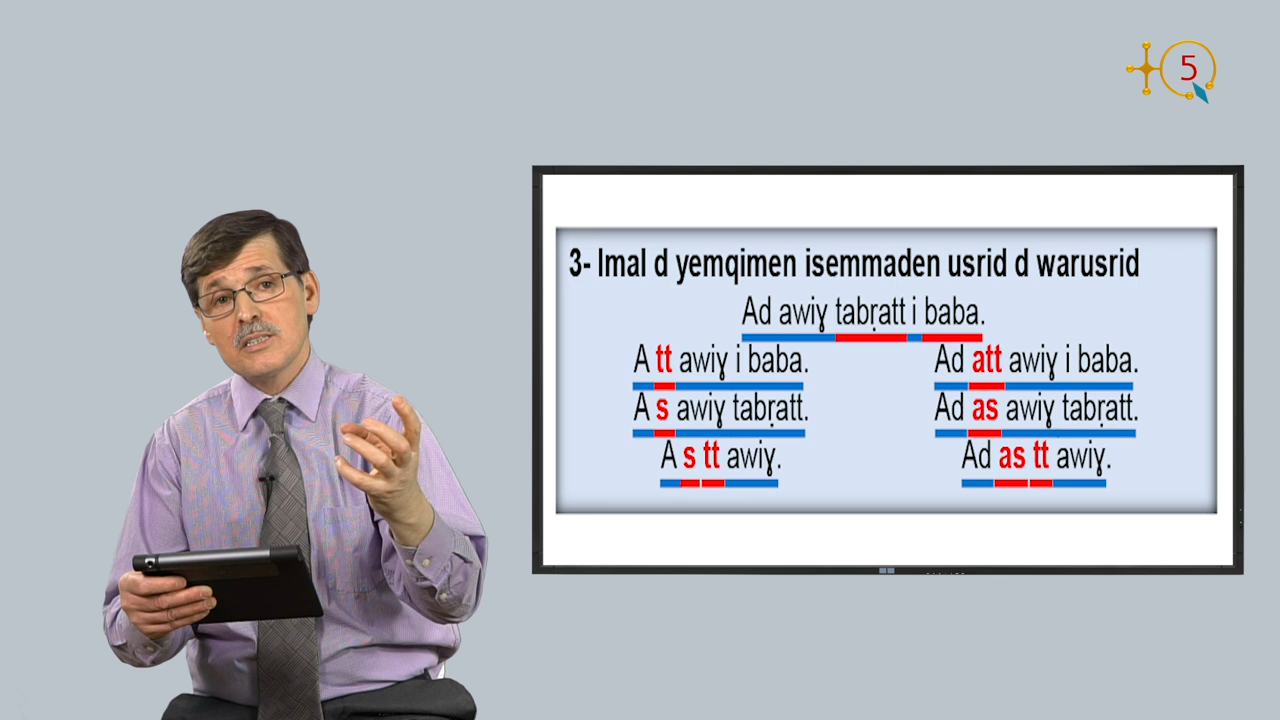 5
3- Imal d yemqimen isemmaden usrid d warusrid
Ad awiɣ tabṛatt i baba.
A tt awiɣ i baba. Ad att awiɣ i baba.
A s awiɣ tabṛatt. Ad as awiɣ tabṛatt.
A s tt awiɣ. Ad as tt awiɣ.